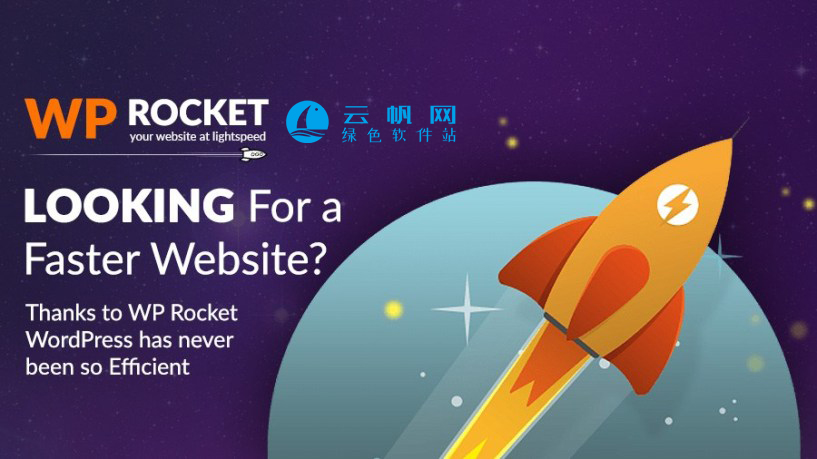 WP ROCKET
your website at lightspeed
云帆网
绿色软件站
LOOKING For a
Faster Website?
Thanks to WP Rocket
WordPress has never
been so Efficient